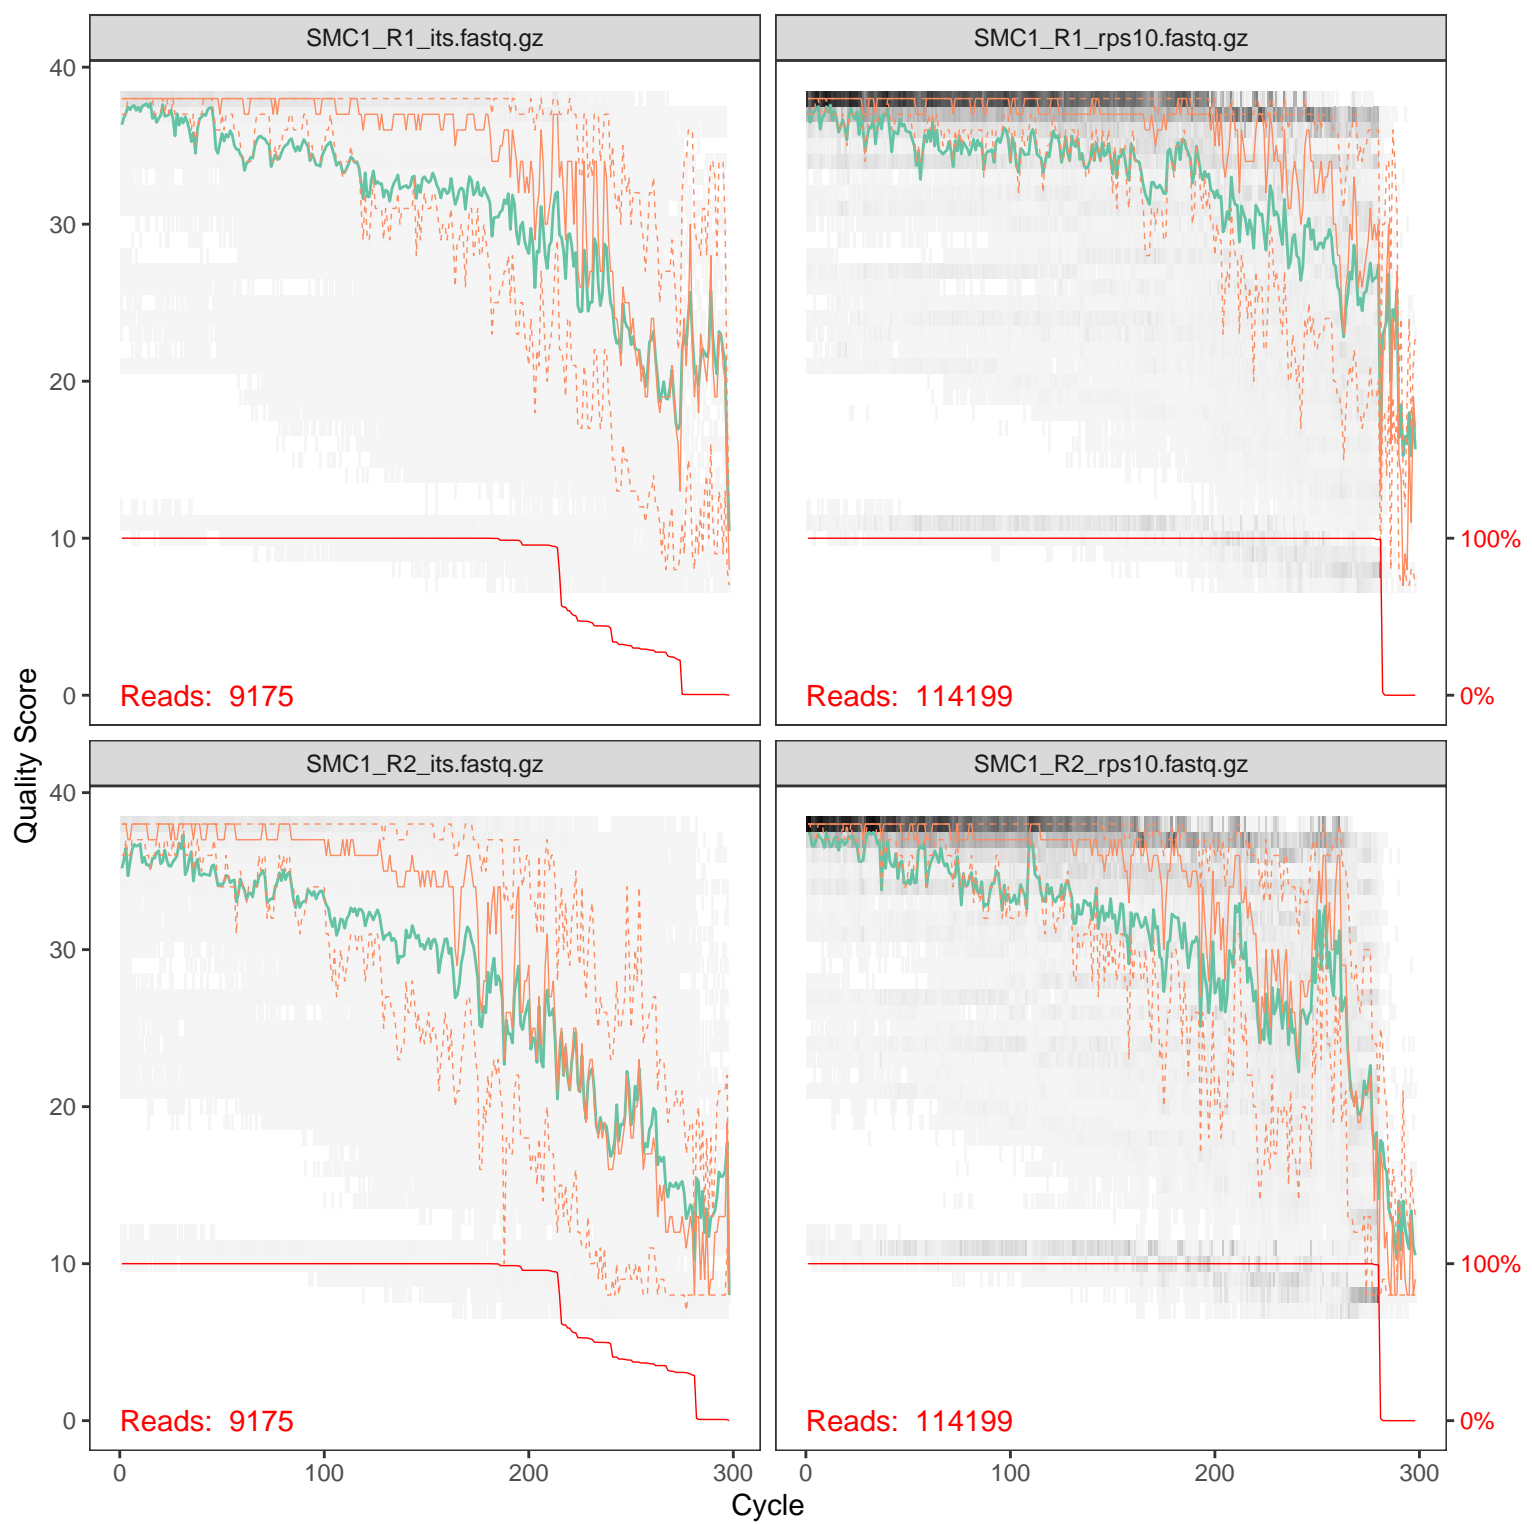 SMC1_R1_its.fastq.gz
SMC1_R1_rps10.fastq.gz
40
30
20
10
0
100%
0%
Reads: 9175
Reads: 114199
Quality Score
SMC1_R2_its.fastq.gz
SMC1_R2_rps10.fastq.gz
40
30
20
10
0
100%
0%
Reads: 9175
Reads: 114199
0
100
200
300
0
100
200
300
Cycle